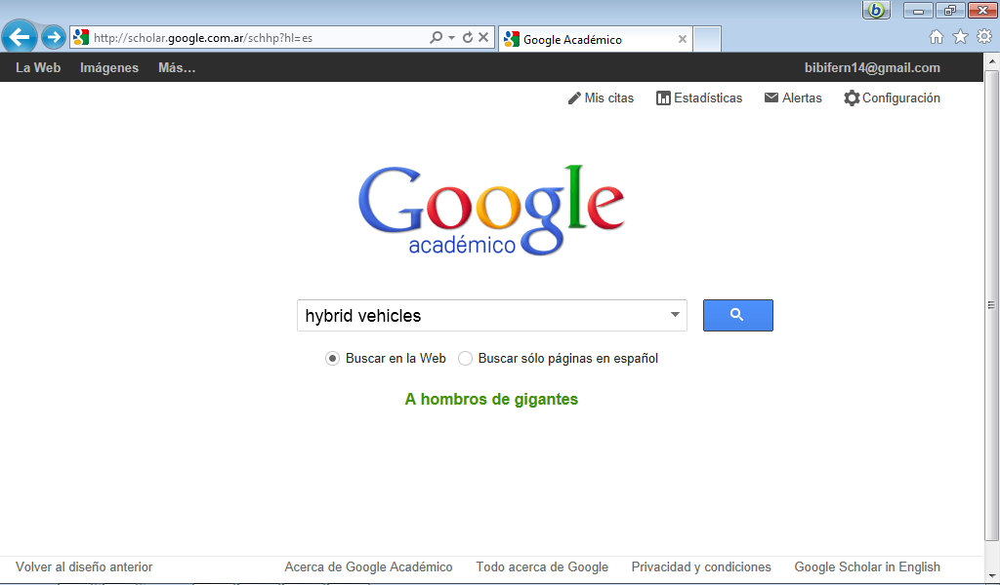 http://scholar.google.com.ar/schhp?hl=es
Google Académico
La Web Imágenes Más...
bibifern14@gmail.com
Mis citas Estadísticas Alertas Configuración
Google
académico
hybrid vehicles
Buscar en la Web Buscar sólo páginas en español
A hombros de gigantes
Volver al diseño anterior Acerca de Google Académico Todo acerca de Google Privacidad y condiciones Google Scholar in English